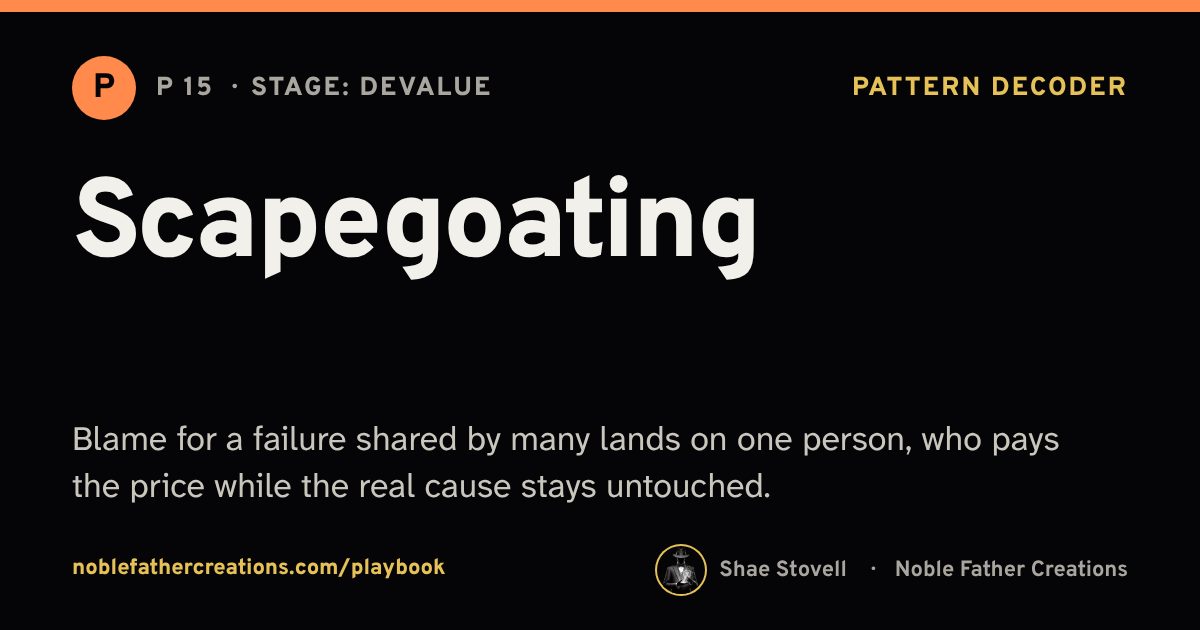 P
P 15 · STAGE: DEVALUE
PATTERN DECODER
Scapegoating
Blame for a failure shared by many lands on one person, who pays
the price while the real cause stays untouched.
noblefathercreations.com/playbook
Shae Stovell · Noble Father Creations